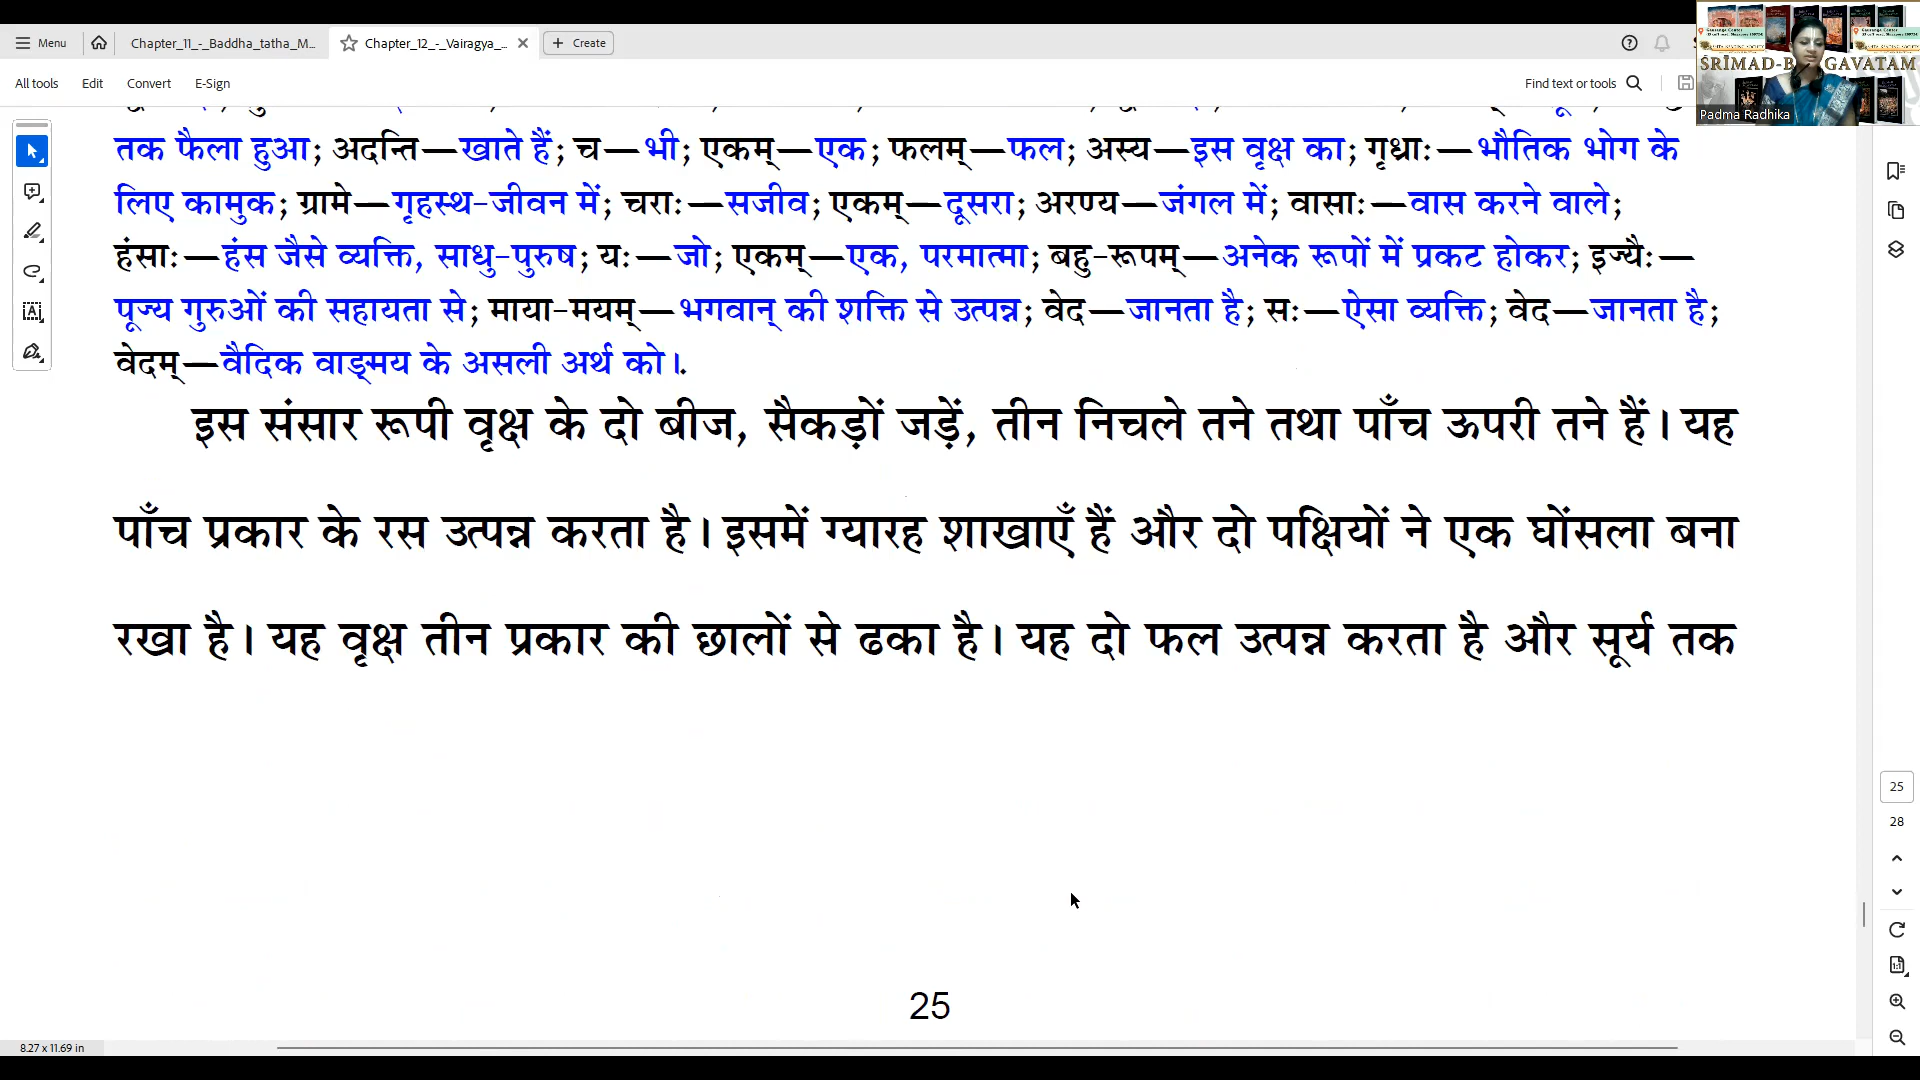 Menu
Chapter_11_-_Baddha_tatha_M...
Chapter_12_-_Vairagya_...
Create
All tools
Edit
Convert
E-Sign
Find text or tools
ŚRĪMAD-B GAVATAM
Padma Radhika
तक फैला हुआ; अदन्ति—खाते हैं; च—भी; एकम्—एक; फलम्—फल; अस्य—इस वृक्ष का; गृध्राः—भौतिक भोग के
लिए कामुक; ग्रामे—गृहस्थ-जीवन में; चराः—सजीव; एकम्—दूसरा; अरण्य—जंगल में; वासाः—वास करने वाले;
हंसाः—हंस जैसे व्यक्ति, साधु-पुरुष; यः—जो; एकम्—एक, परमात्मा; बहु-रूपम्—अनेक रूपों में प्रकट होकर; इज्यैः—
पूज्य गुरुओं की सहायता से; माया-मयम्—भगवान् की शक्ति से उत्पन्न; वेद—जानता है; सः—ऐसा व्यक्ति; वेद—जानता है;
वेदम्—वैदिक वाङ्मय के असली अर्थ को।.
इस संसार रूपी वृक्ष के दो बीज, सैकड़ों जड़ें, तीन निचले तने तथा पाँच ऊपरी तने हैं। यह
पाँच प्रकार के रस उत्पन्न करता है। इसमें ग्यारह शाखाएँ हैं और दो पक्षियों ने एक घोंसला बना
रखा है। यह वृक्ष तीन प्रकार की छालों से ढका है। यह दो फल उत्पन्न करता है और सूर्य तक
25
25
28
8.27 x 11.69 in